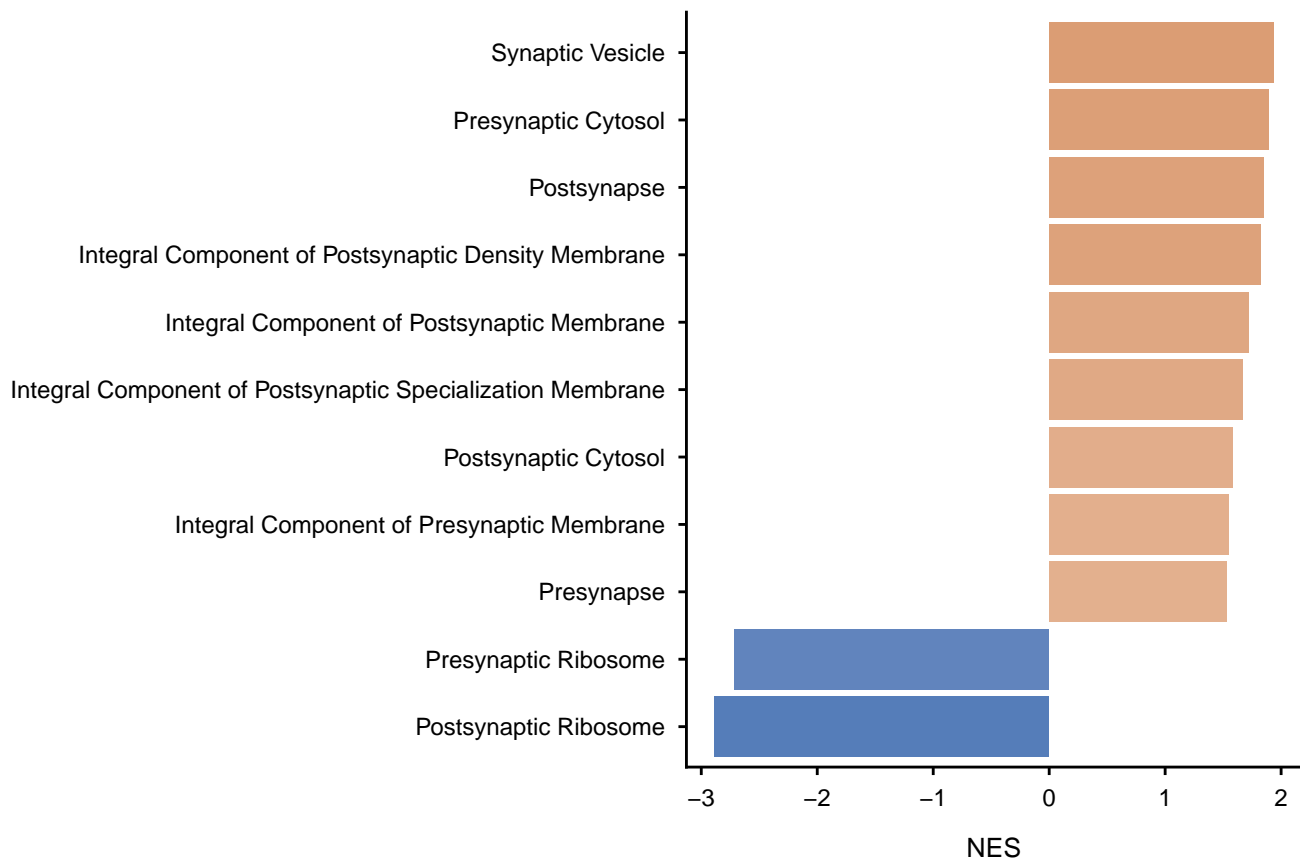 Synaptic Vesicle
Presynaptic Cytosol
Postsynapse
Integral Component of Postsynaptic Density Membrane
Integral Component of Postsynaptic Membrane
Integral Component of Postsynaptic Specialization Membrane
Postsynaptic Cytosol
Integral Component of Presynaptic Membrane
Presynapse
Presynaptic Ribosome
Postsynaptic Ribosome
−3 −2 −1 0 1 2
NES